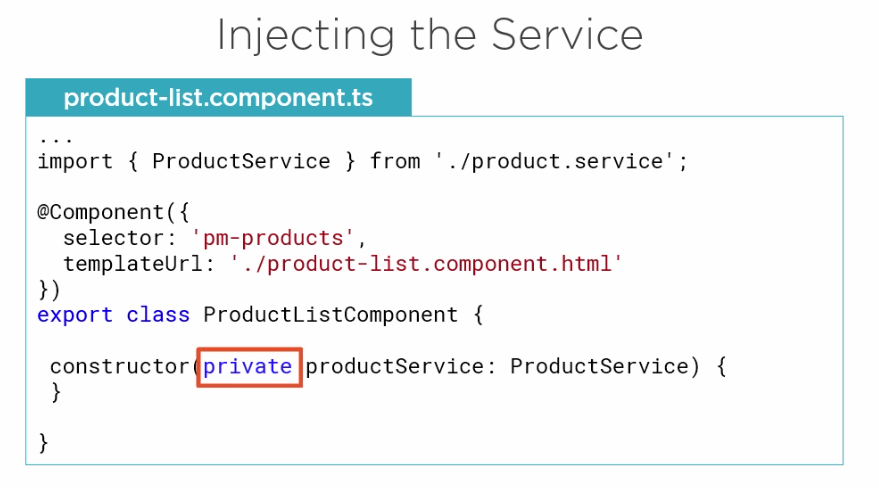 Injecting the Service
product-list.component.ts
...
import { ProductService } from './product.service';
@Component({
selector: 'pm-products',
templateUrl: './product-list.component.html'
})
export class ProductListComponent {
constructor(private productService: ProductService) {
}
}